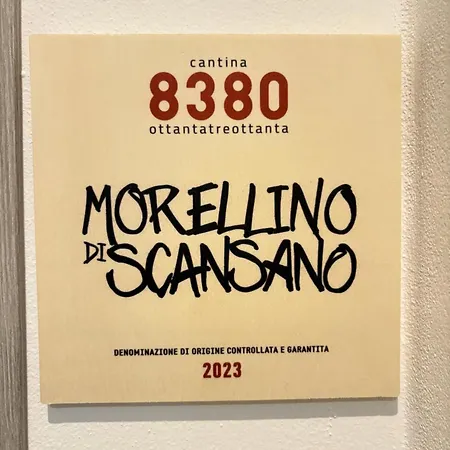 cantina
8380
ottantatreottanta
MORELLINO
DI SCANSANO
DENOMINAZIONE DI ORIGINE CONTROLLATA E GARANTITA
2023